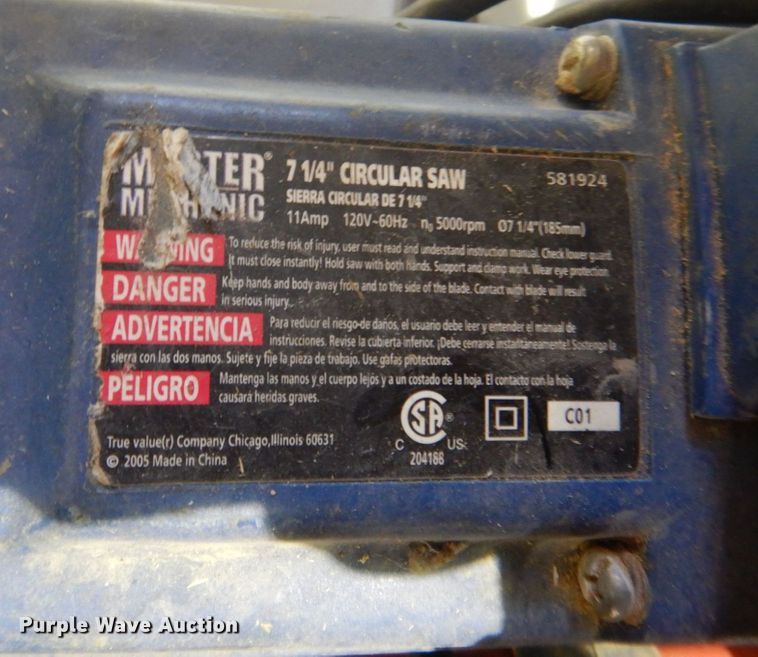 MASTER®
MECHANIC
7 1/4" CIRCULAR SAW
581924
SIERRA CIRCULAR DE 7 1/4"
11Amp 120V~60Hz n₀ 5000rpm O7 1/4"(185mm)
WARNING To reduce the risk of injury, user must read and understand instruction manual. Check lower guard.
It must close instantly! Hold saw with both hands. Support and clamp work. Wear eye protection.
DANGER Keep hands and body away from and to the side of the blade. Contact with blade will result
in serious injury.
ADVERTENCIA Para reducir el riesgo de daños, el usuario debe leer y entender el manual de
instrucciones. Revise la cubierta inferior. ¡Debe cerrarse instantáneamente! Sostenga la
sierra con las dos manos. Sujete y fije la pieza de trabajo. Use gafas protectoras.
PELIGRO Mantenga las manos y el cuerpo lejós y a un costado de la hoja. El contacto con la hoja
causará heridas graves.
True value(r) Company Chicago,Illinois 60631
© 2005 Made in China
SA®
C US
204168
C01
Purple Wave Auction